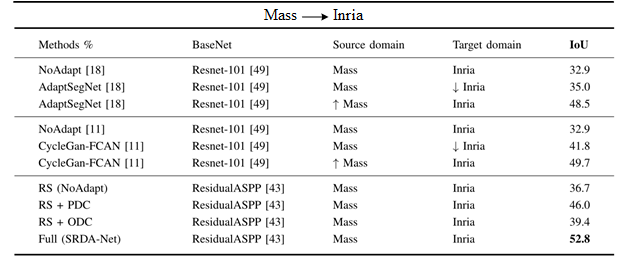 Mass → Inria
Methods % BaseNet Source domain Target domain IoU
NoAdapt [18] Resnet-101 [49] Mass Inria 32.9
AdaptSegNet [18] Resnet-101 [49] Mass ↓ Inria 35.0
AdaptSegNet [18] Resnet-101 [49] ↑ Mass Inria 48.5
NoAdapt [11] Resnet-101 [49] Mass Inria 32.9
CycleGan-FCAN [11] Resnet-101 [49] Mass ↓ Inria 41.8
CycleGan-FCAN [11] Resnet-101 [49] ↑ Mass Inria 49.7
RS (NoAdapt) ResidualASPP [43] Mass Inria 36.7
RS + PDC ResidualASPP [43] Mass Inria 46.0
RS + ODC ResidualASPP [43] Mass Inria 39.4
Full (SRDA-Net) ResidualASPP [43] Mass Inria 52.8